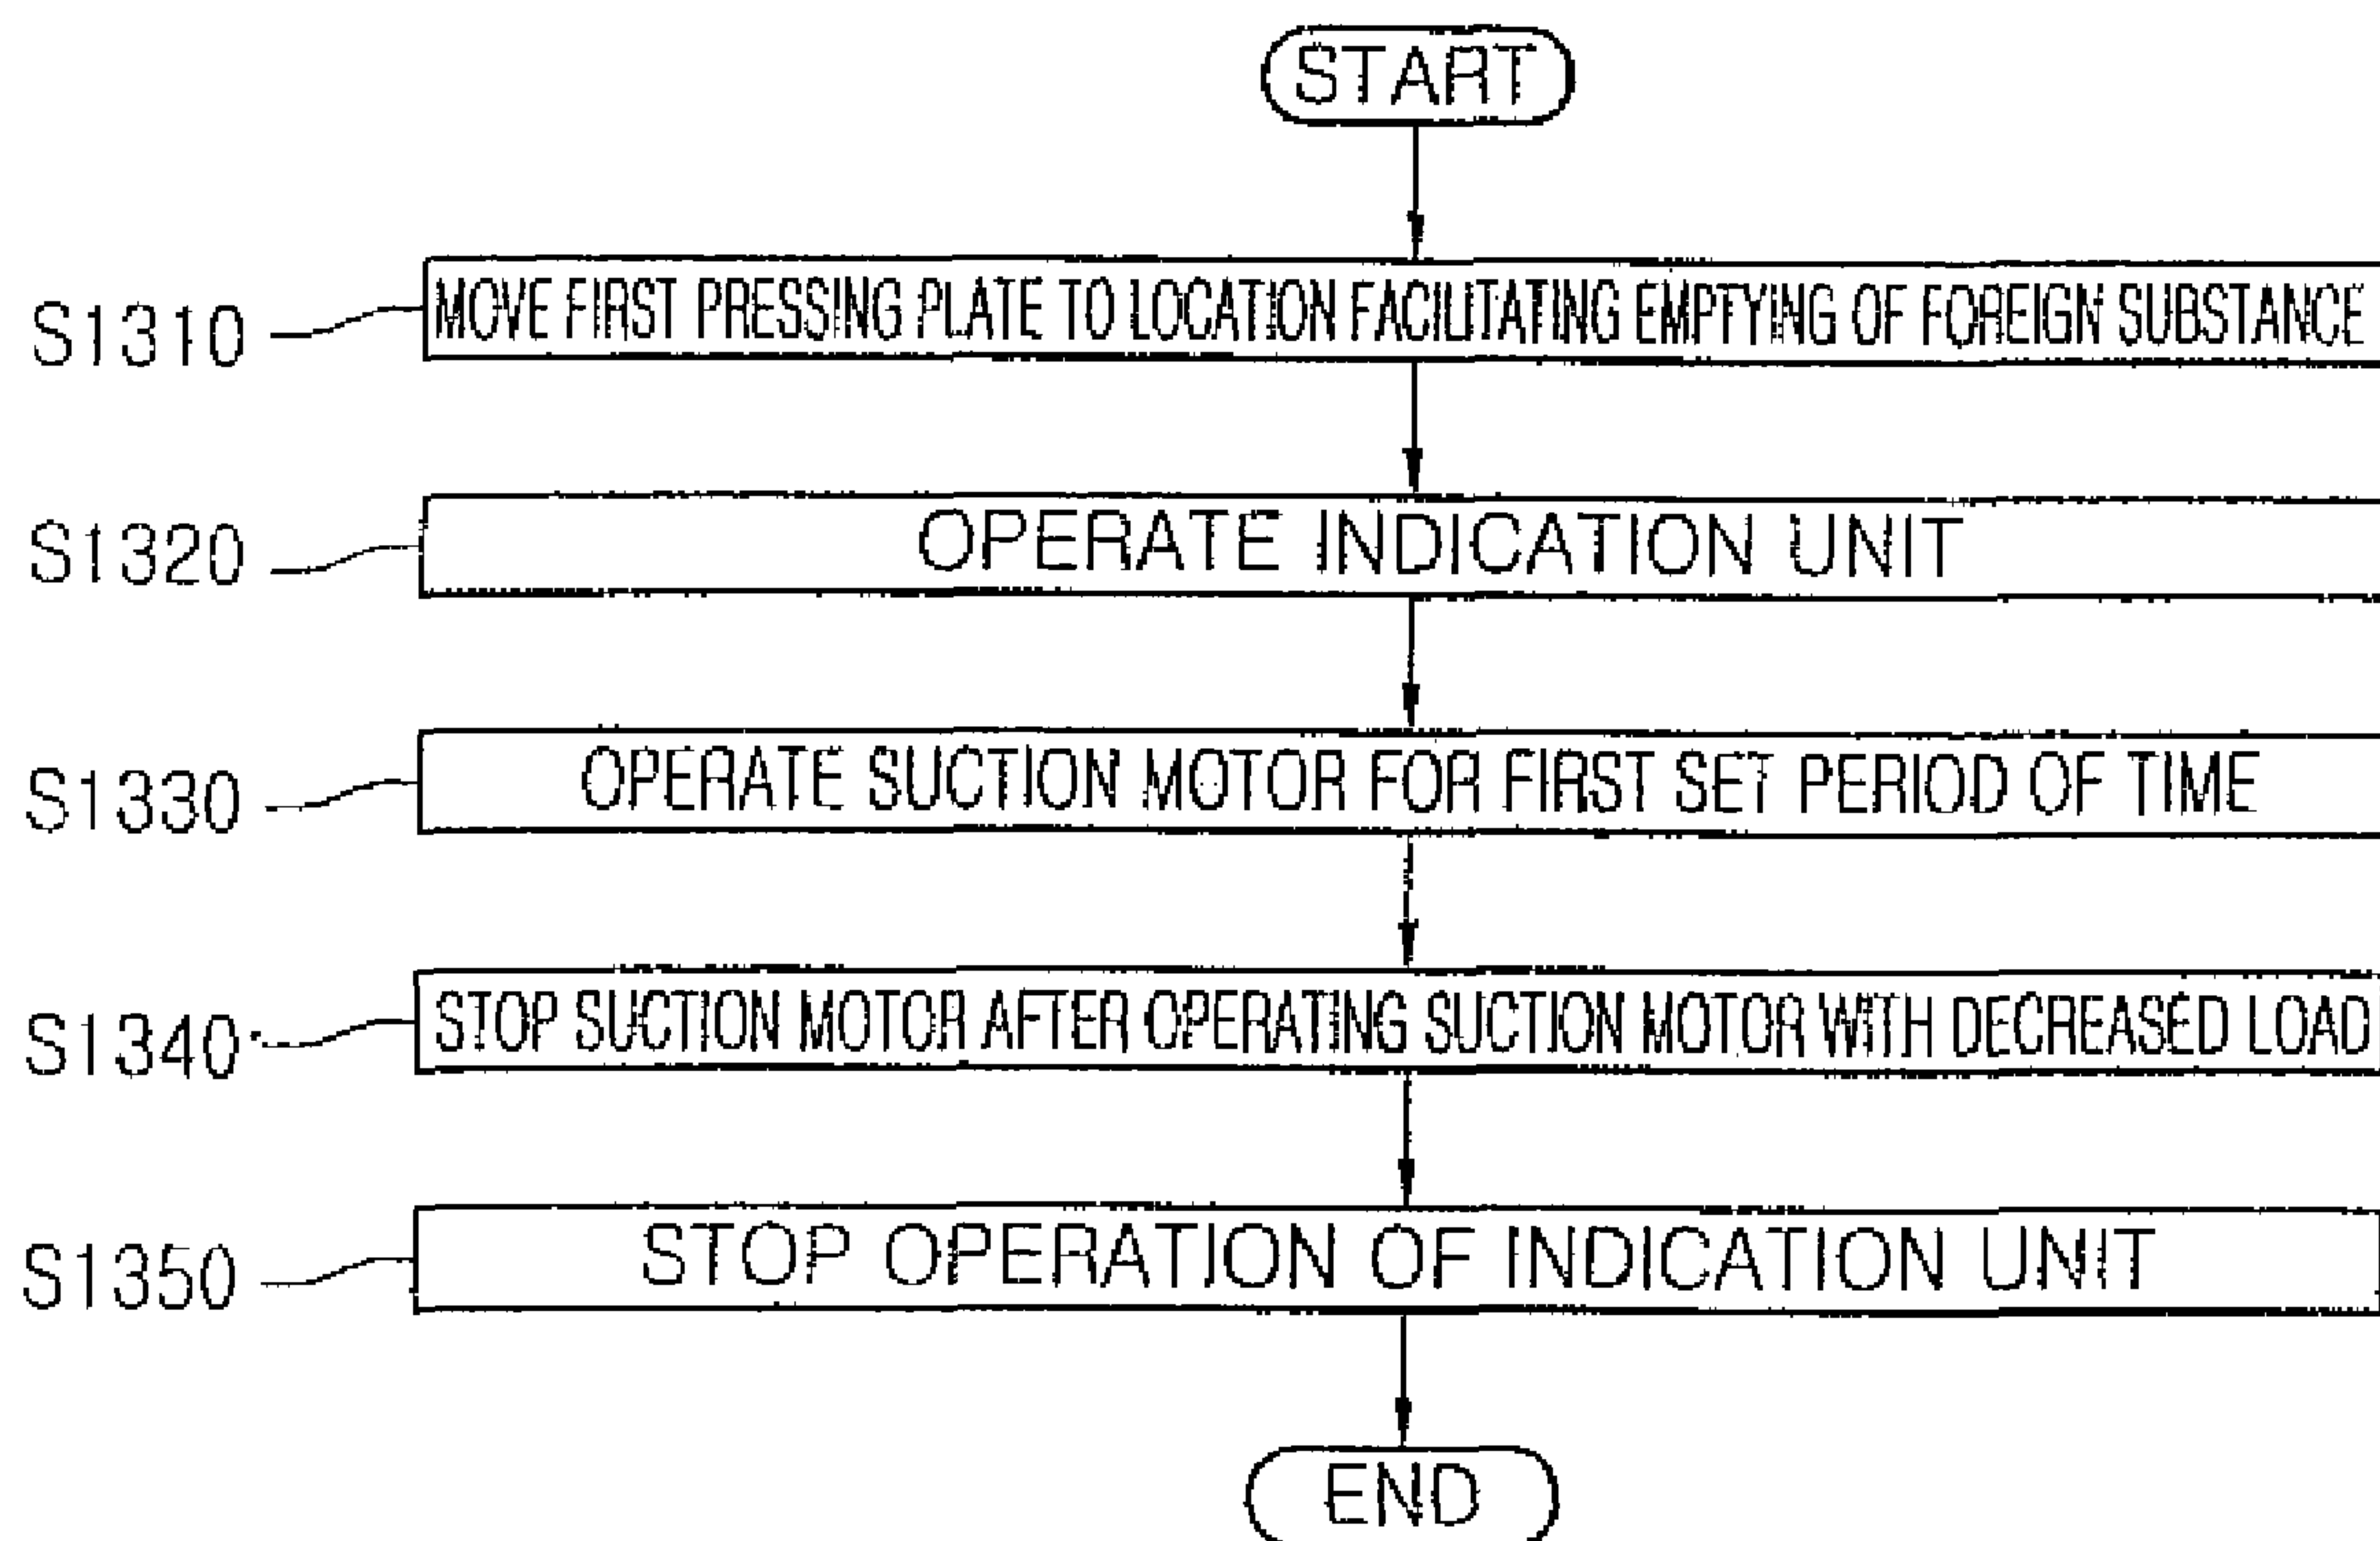 START
S1310 MOVE FIRST PRESSING PLATE TO LOCATION FACILITATING EMPTYING OF FOREIGN SUBSTANCE
S1320 OPERATE INDICATION UNIT
S1330 OPERATE SUCTION MOTOR FOR FIRST SET PERIOD OF TIME
S1340 STOP SUCTION MOTOR AFTER OPERATING SUCTION MOTOR WITH DECREASED LOAD
S1350 STOP OPERATION OF INDICATION UNIT
END